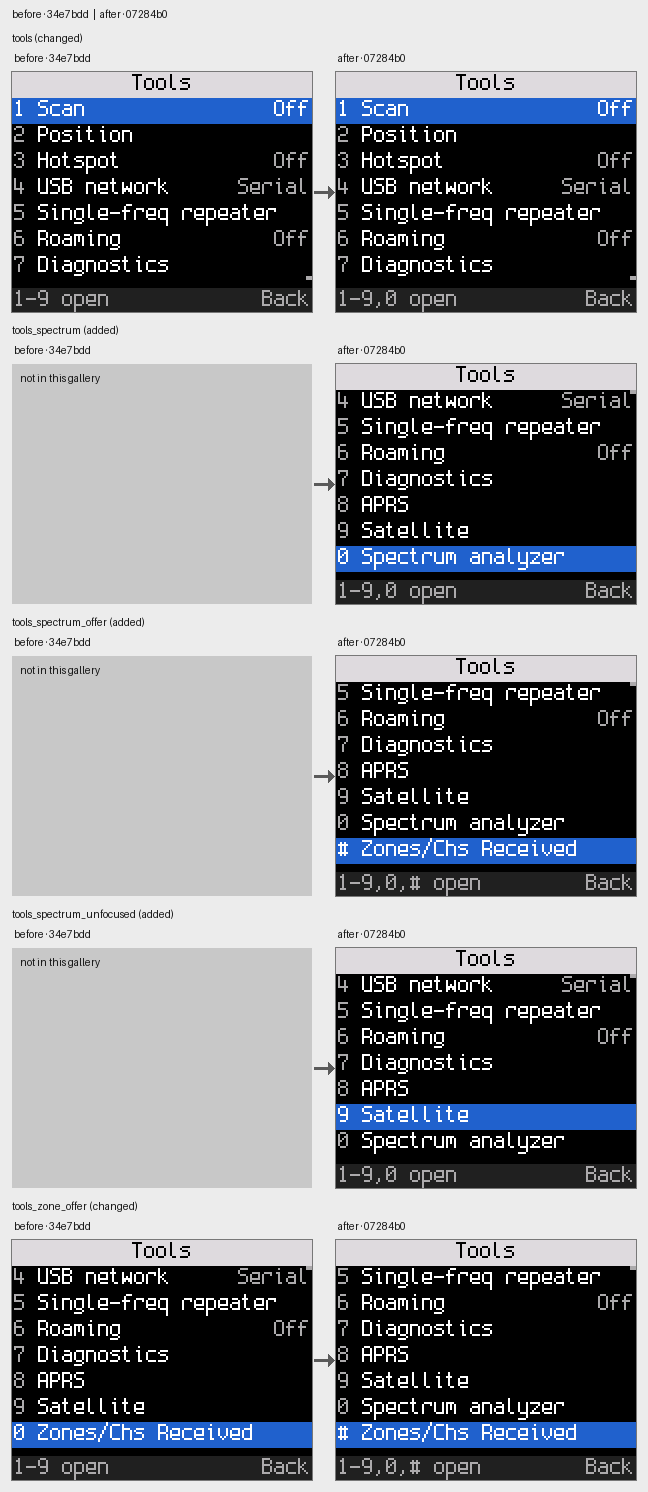 before · 34e7bdd | after · 07284b0
tools (changed)
before · 34e7bdd
after · 07284b0
Tools
1 Scan Off
2 Position
3 Hotspot Off
4 USB network Serial
5 Single-freq repeater
6 Roaming Off
7 Diagnostics
1-9 open Back
Tools
1 Scan Off
2 Position
3 Hotspot Off
4 USB network Serial
5 Single-freq repeater
6 Roaming Off
7 Diagnostics
1-9,0 open Back
tools_spectrum (added)
before · 34e7bdd
after · 07284b0
not in this gallery
Tools
4 USB network Serial
5 Single-freq repeater
6 Roaming Off
7 Diagnostics
8 APRS
9 Satellite
0 Spectrum analyzer
1-9,0 open Back
tools_spectrum_offer (added)
before · 34e7bdd
after · 07284b0
not in this gallery
Tools
5 Single-freq repeater
6 Roaming Off
7 Diagnostics
8 APRS
9 Satellite
0 Spectrum analyzer
# Zones/Chs Received
1-9,0,# open Back
tools_spectrum_unfocused (added)
before · 34e7bdd
after · 07284b0
not in this gallery
Tools
4 USB network Serial
5 Single-freq repeater
6 Roaming Off
7 Diagnostics
8 APRS
9 Satellite
0 Spectrum analyzer
1-9,0 open Back
tools_zone_offer (changed)
before · 34e7bdd
after · 07284b0
Tools
4 USB network Serial
5 Single-freq repeater
6 Roaming Off
7 Diagnostics
8 APRS
9 Satellite
0 Zones/Chs Received
1-9 open Back
Tools
5 Single-freq repeater
6 Roaming Off
7 Diagnostics
8 APRS
9 Satellite
0 Spectrum analyzer
# Zones/Chs Received
1-9,0,# open Back